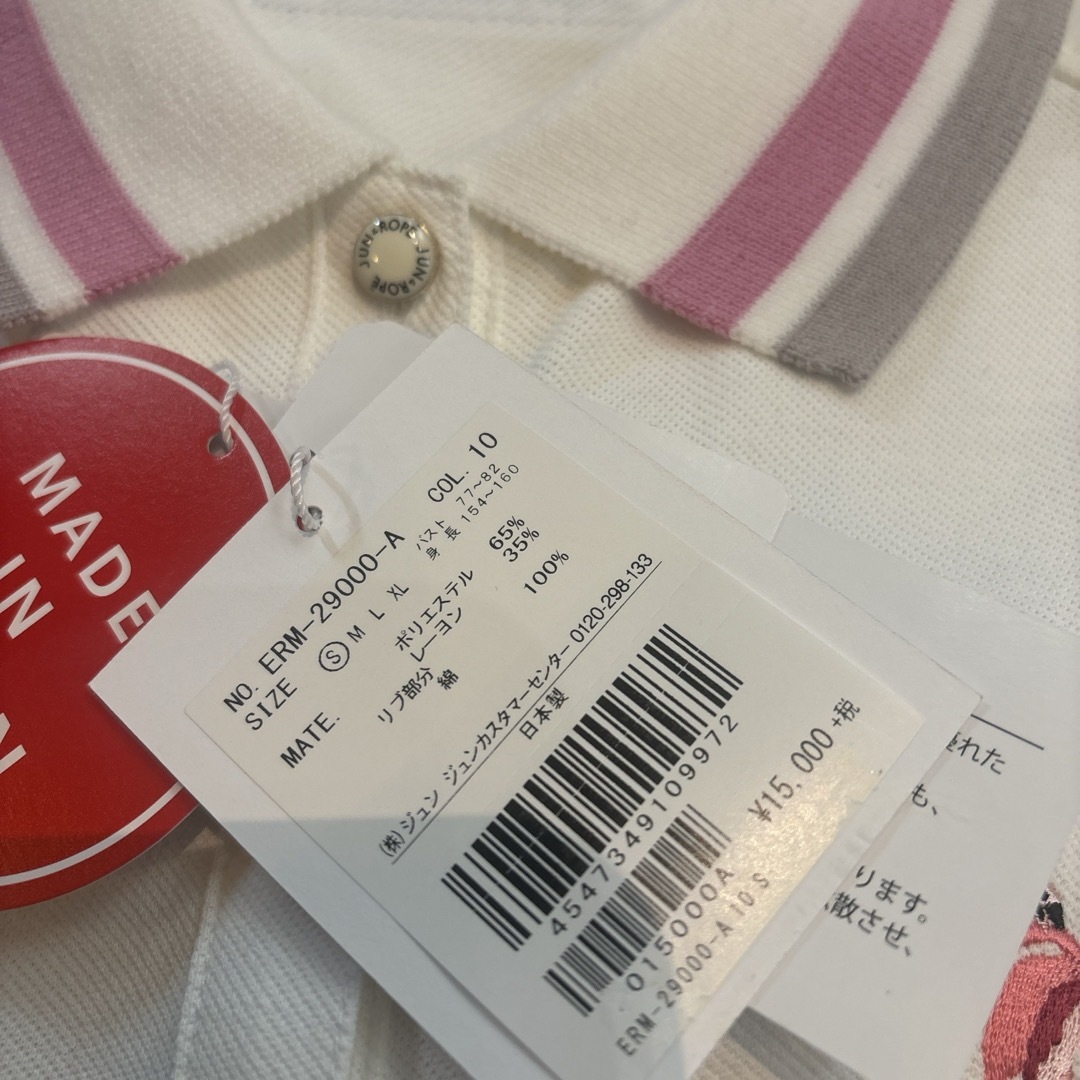 JUN & ROPÉ JUN & ROPÉ
MADE
IN
NO. ERM-29000-A COL. 10
SIZE Ⓢ M L XL バスト 77~82
身長 154~160
MATE. ポリエステル 65%
レーヨン 35%
リブ部分
綿 100%
(株)ジュン ジュンカスタマーセンター 0120-298-133
日本製
4547349109972
¥15,000 +税
015000A
ERM-29000-A 10 S
れた
も、
ります。
散させ、